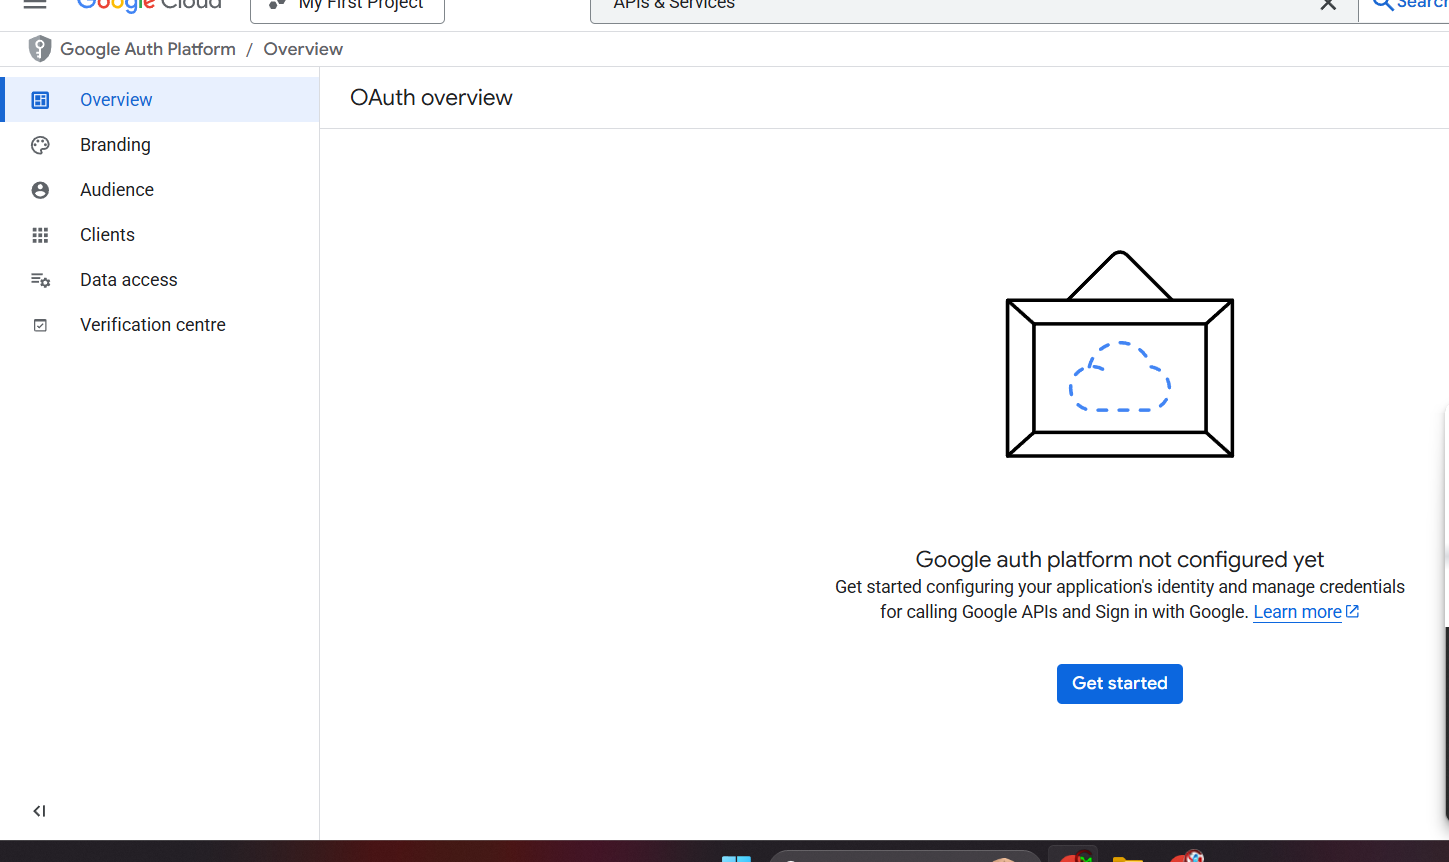 Google Cloud
My First Project
APIs & Services
Search
Google Auth Platform / Overview
Overview
Branding
Audience
Clients
Data access
Verification centre
OAuth overview
Google auth platform not configured yet
Get started configuring your application's identity and manage credentials
for calling Google APIs and Sign in with Google. Learn more
Get started